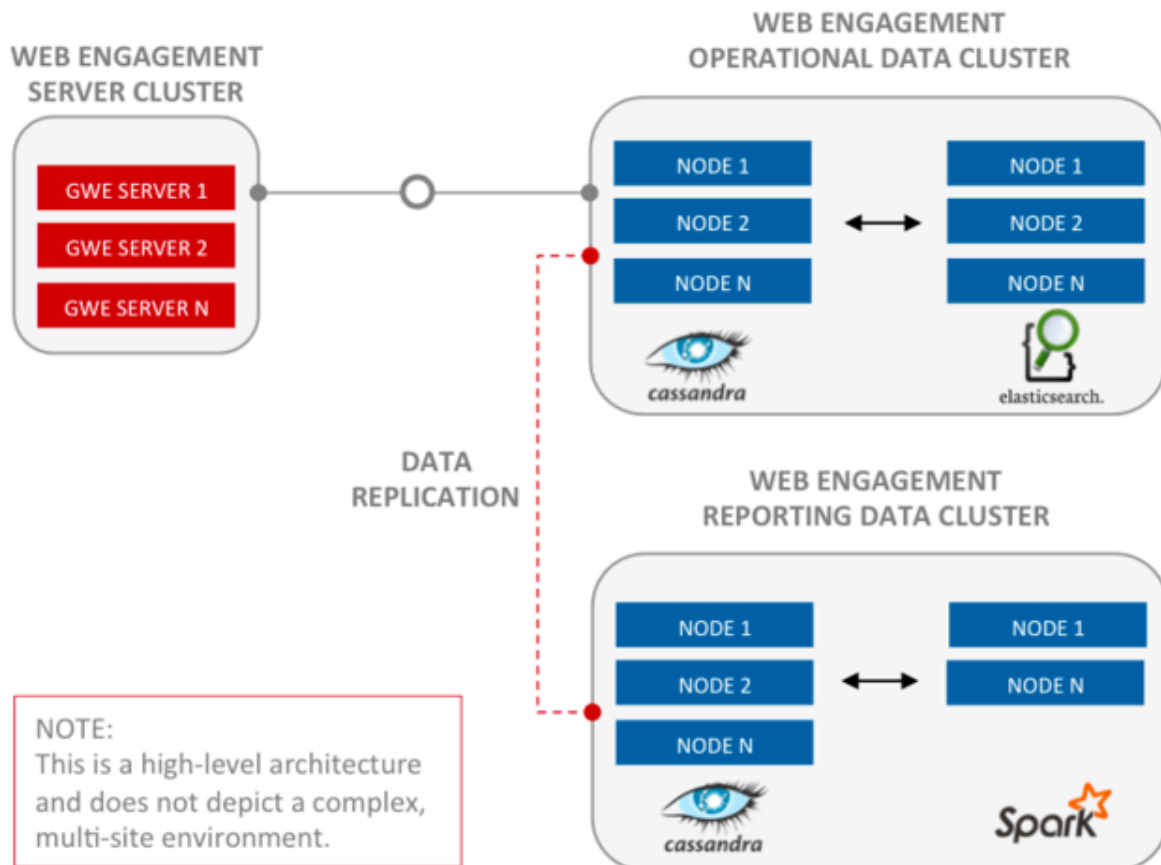 WEB ENGAGEMENT
SERVER CLUSTER
GWE SERVER 1
GWE SERVER 2
GWE SERVER N
WEB ENGAGEMENT
OPERATIONAL DATA CLUSTER
NODE 1
NODE 2
NODE N
cassandra
NODE 1
NODE 2
NODE N
elasticsearch.
DATA
REPLICATION
WEB ENGAGEMENT
REPORTING DATA CLUSTER
NODE 1
NODE 2
NODE N
cassandra
NODE 1
NODE N
Spark
NOTE:
This is a high-level architecture
and does not depict a complex,
multi-site environment.